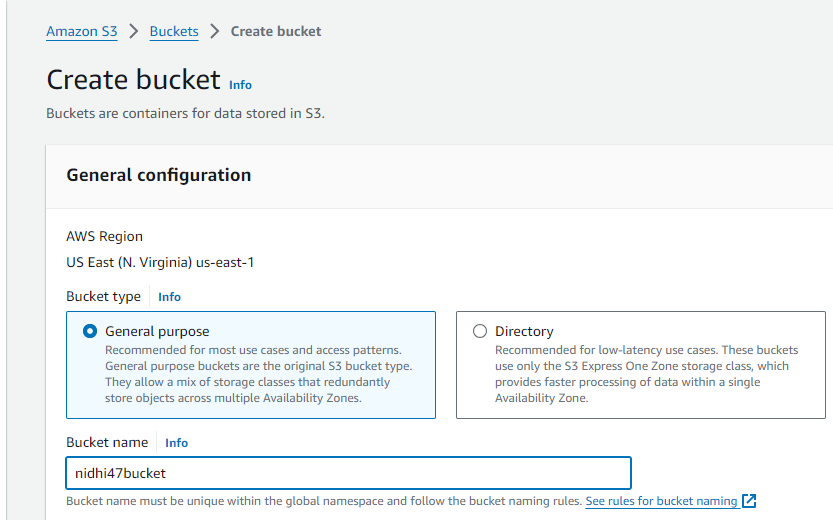 Amazon S3 > Buckets > Create bucket
Create bucket Info
Buckets are containers for data stored in S3.
General configuration
AWS Region
US East (N. Virginia) us-east-1
Bucket type Info
General purpose
Recommended for most use cases and access patterns.
General purpose buckets are the original S3 bucket type.
They allow a mix of storage classes that redundantly
store objects across multiple Availability Zones.
Directory
Recommended for low-latency use cases. These buckets
use only the S3 Express One Zone storage class, which
provides faster processing of data within a single
Availability Zone.
Bucket name Info
nidhi47bucket
Bucket name must be unique within the global namespace and follow the bucket naming rules. See rules for bucket naming